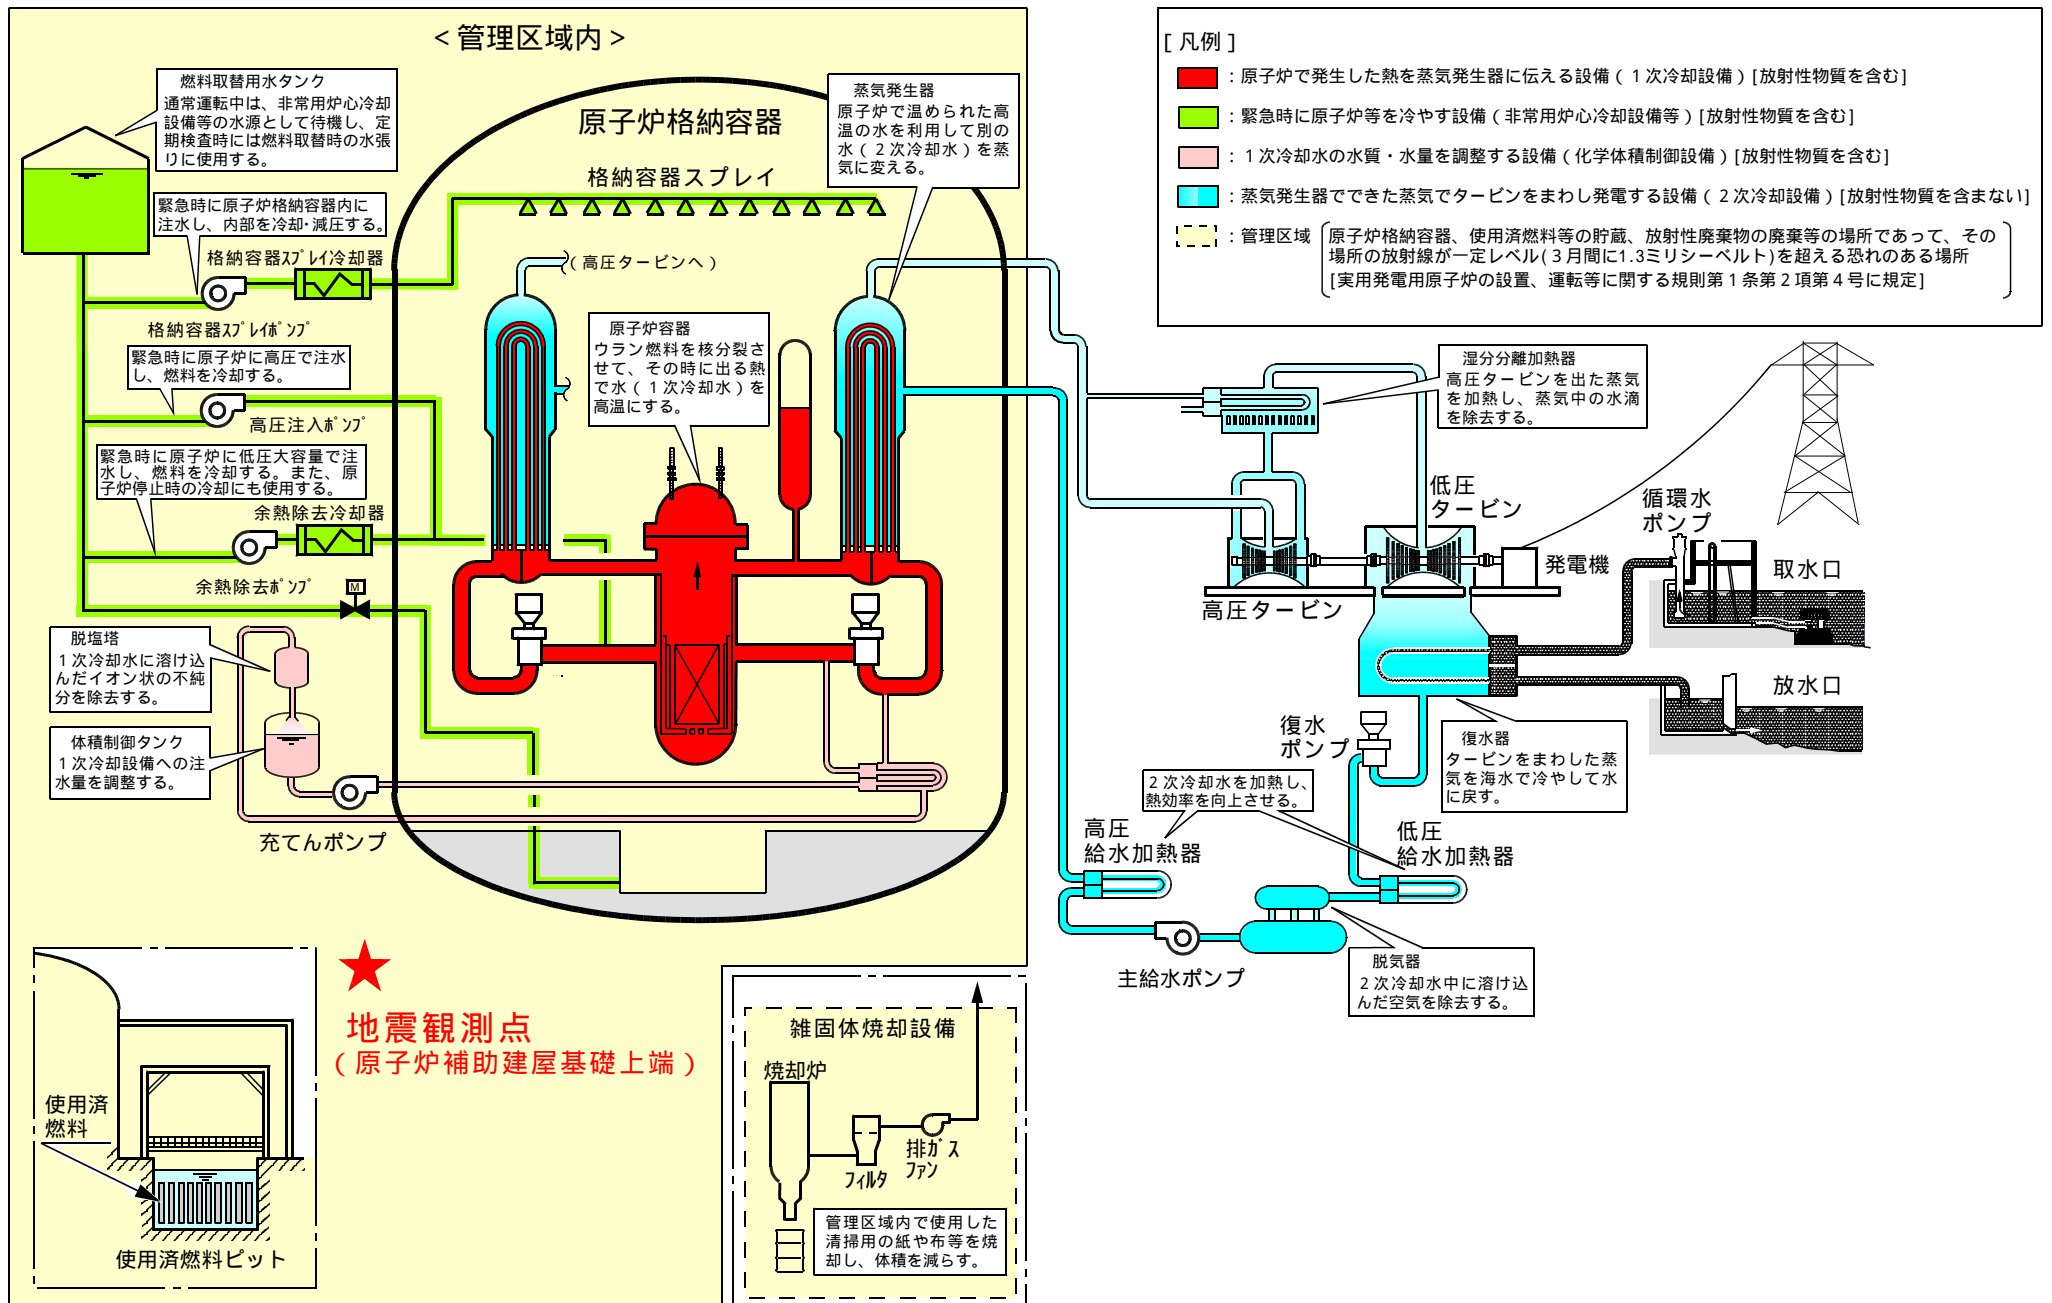 ＜管理区域内＞
燃料取替用水タンク
通常運転中は、非常用炉心冷却
設備等の水源として待機し、定
期検査時には燃料取替時の水張
りに使用する。
緊急時に原子炉格納容器内に
注水し、内部を冷却・減圧する。
格納容器ｽﾌﾟﾚｲ冷却器
格納容器ｽﾌﾟﾚｲﾎﾟﾝﾌﾟ
緊急時に原子炉に高圧で注水
し、燃料を冷却する。
高圧注入ﾎﾟﾝﾌﾟ
緊急時に原子炉に低圧大容量で注
水し、燃料を冷却する。また、原
子炉停止時の冷却にも使用する。
余熱除去冷却器
余熱除去ﾎﾟﾝﾌﾟ
M
脱塩塔
１次冷却水に溶け込
んだイオン状の不純
分を除去する。
体積制御タンク
１次冷却設備への注
水量を調整する。
充てんポンプ
原子炉格納容器
格納容器スプレイ
（高圧タービンへ）
蒸気発生器
原子炉で温められた高
温の水を利用して別の
水（２次冷却水）を蒸
気に変える。
原子炉容器
ウラン燃料を核分裂さ
せて、その時に出る熱
で水（１次冷却水）を
高温にする。
[ 凡例 ]
：原子炉で発生した熱を蒸気発生器に伝える設備（１次冷却設備）[放射性物質を含む]
：緊急時に原子炉等を冷やす設備（非常用炉心冷却設備等）[放射性物質を含む]
：１次冷却水の水質・水量を調整する設備（化学体積制御設備）[放射性物質を含む]
：蒸気発生器でできた蒸気でタービンをまわし発電する設備（２次冷却設備）[放射性物質を含まない]
：管理区域
原子炉格納容器、使用済燃料等の貯蔵、放射性廃棄物の廃棄等の場所であって、その
場所の放射線が一定レベル(３月間に1.3ミリシーベルト)を超える恐れのある場所
[実用発電用原子炉の設置、運転等に関する規則第１条第２項第４号に規定]
湿分分離加熱器
高圧タービンを出た蒸気
を加熱し、蒸気中の水滴
を除去する。
低圧
タービン
高圧タービン
発電機
循環水
ポンプ
取水口
放水口
復水
ポンプ
復水器
タービンをまわした蒸
気を海水で冷やして水
に戻す。
２次冷却水を加熱し、
熱効率を向上させる。
高圧
給水加熱器
低圧
給水加熱器
主給水ポンプ
脱気器
２次冷却水中に溶け込
んだ空気を除去する。
地震観測点
（原子炉補助建屋基礎上端）
使用済
燃料
使用済燃料ピット
雑固体焼却設備
焼却炉
ﾌｨﾙﾀ
排ｶﾞｽ
ﾌｧﾝ
管理区域内で使用した
清掃用の紙や布等を焼
却し、体積を減らす。